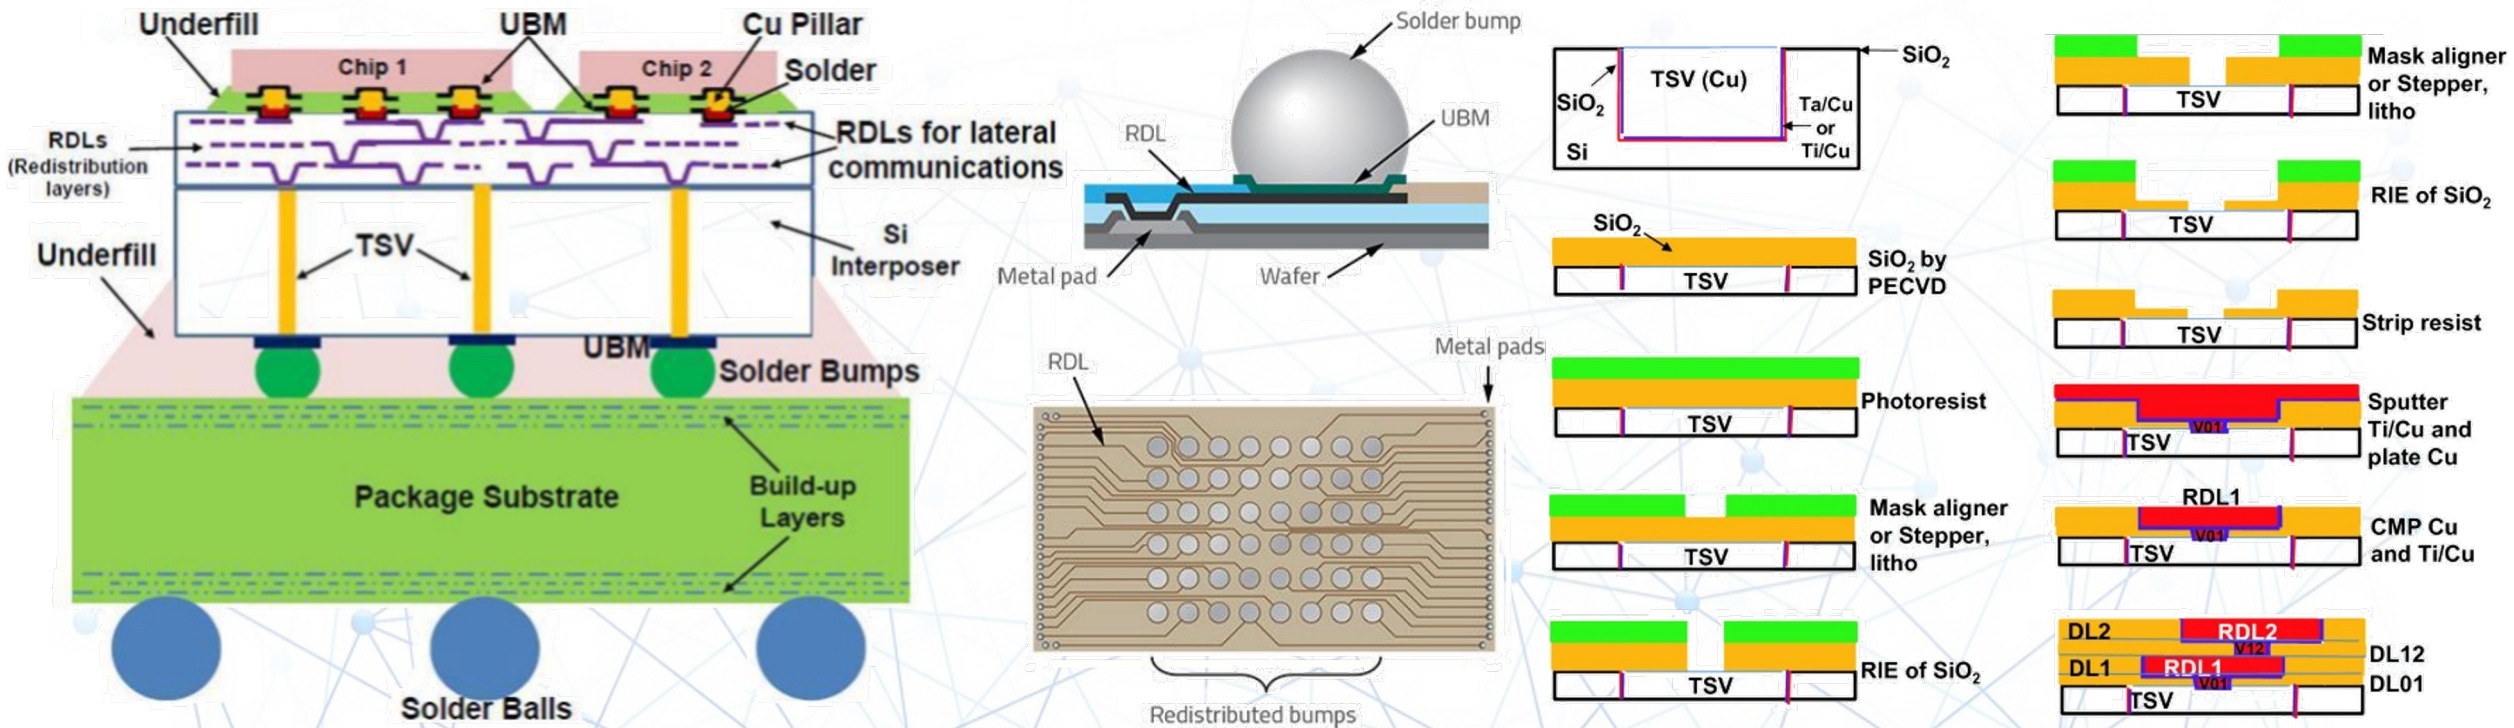 Underfill
UBM
Cu Pillar
Chip 1
Chip 2
Solder
RDLs
(Redistribution
layers)
RDLs for lateral
communications
Underfill
TSV
Si
Interposer
UBM
Solder Bumps
Package Substrate
Build-up
Layers
Solder Balls
Solder bump
RDL
UBM
Metal pad
Wafer
RDL
Metal pads
Redistributed bumps
TSV (Cu)
SiO2
SiO2
Ta/Cu
or
Ti/Cu
Si
SiO2
TSV
SiO2 by
PECVD
TSV
Photoresist
TSV
Mask aligner
or Stepper,
litho
TSV
RIE of SiO2
TSV
Mask aligner
or Stepper,
litho
TSV
RIE of SiO2
TSV
Strip resist
V01
TSV
Sputter
Ti/Cu and
plate Cu
RDL1
V01
TSV
CMP Cu
and Ti/Cu
DL2
RDL2
V12
DL12
DL1
RDL1
V01
DL01
TSV